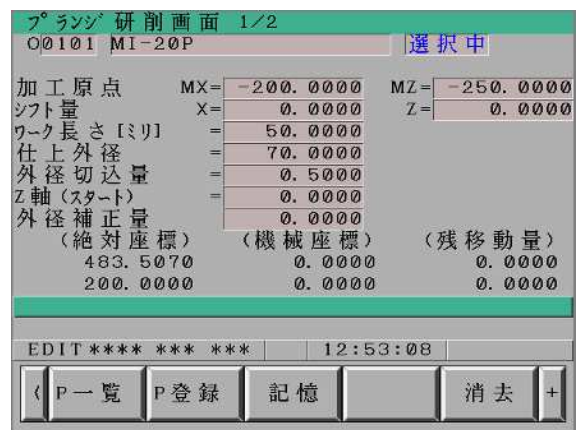 プランジ研削画面 1/2
O0101 MI-20P 選択中
加工原点 MX= -200.0000 MZ= -250.0000
シフト量 X= 0.0000 Z= 0.0000
ワーク長さ[ミリ] = 50.0000
仕上外径 = 70.0000
外径切込量 = 0.5000
Z軸(スタート) = 0.0000
外径補正量 0.0000
(絶対座標) (機械座標) (残移動量)
483.5070 0.0000 0.0000
200.0000 0.0000 0.0000
EDIT**** *** *** 12:53:08
< P一覧 P登録 記憶 消去 +